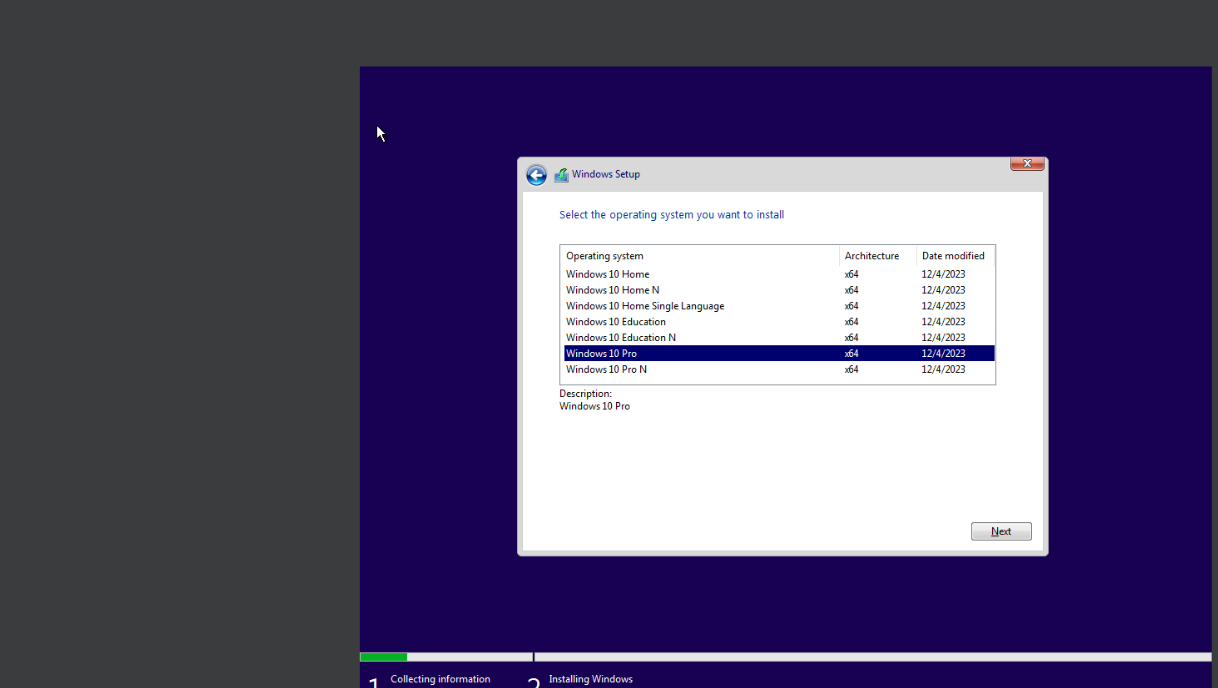 Windows Setup
Select the operating system you want to install
Operating system Architecture Date modified
Windows 10 Home x64 12/4/2023
Windows 10 Home N x64 12/4/2023
Windows 10 Home Single Language x64 12/4/2023
Windows 10 Education x64 12/4/2023
Windows 10 Education N x64 12/4/2023
Windows 10 Pro x64 12/4/2023
Windows 10 Pro N x64 12/4/2023
Description:
Windows 10 Pro
Next
1 Collecting information 2 Installing Windows